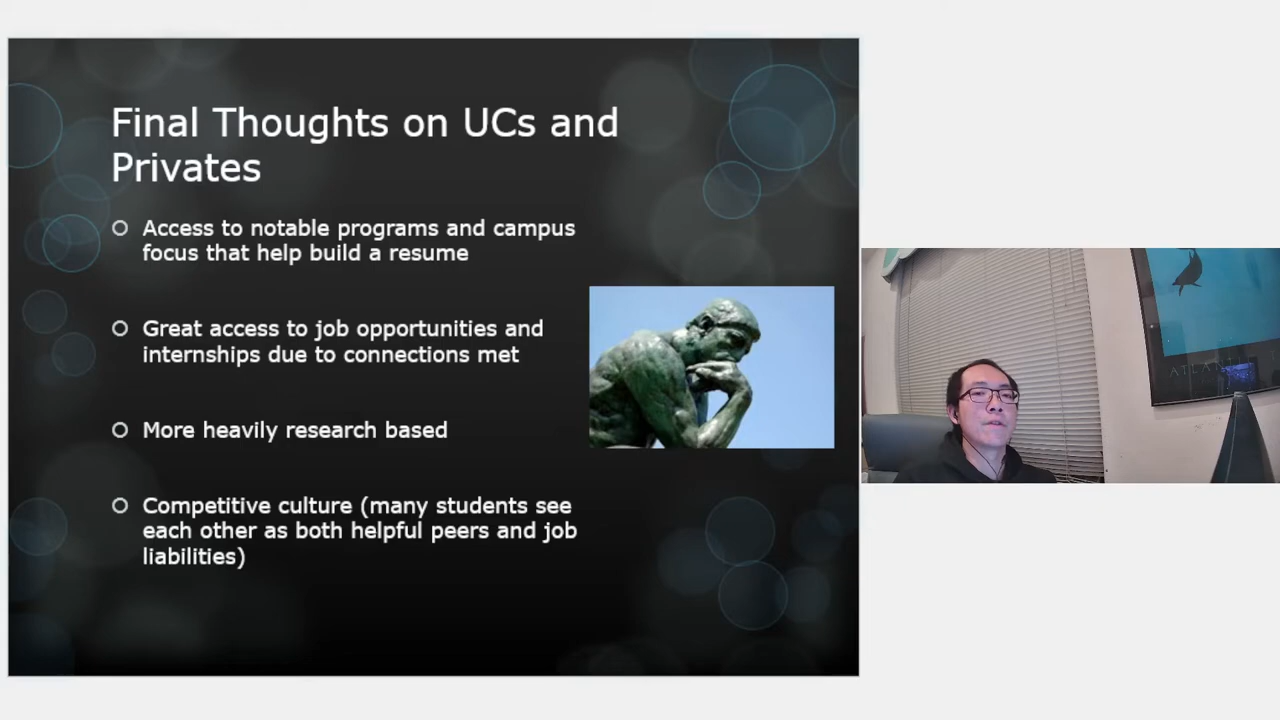 Final Thoughts on UCs and
Privates
Access to notable programs and campus
focus that help build a resume
Great access to job opportunities and
internships due to connections met
More heavily research based
Competitive culture (many students see
each other as both helpful peers and job
liabilities)